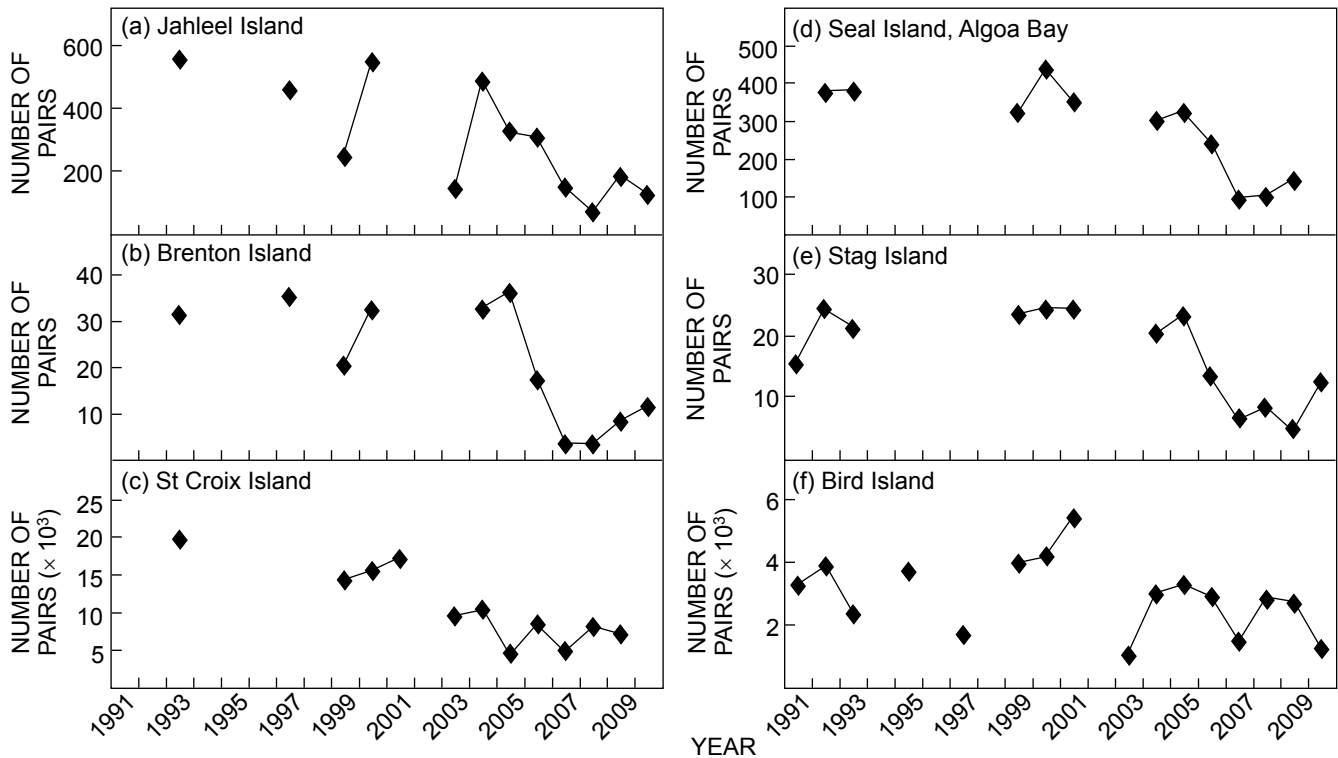 (a) Jahleel Island
NUMBER OF
PAIRS
600
400
200
(b) Brenton Island
NUMBER OF
PAIRS
40
30
20
10
(c) St Croix Island
NUMBER OF
PAIRS (× 10³)
25
20
15
10
5
1991
1993
1995
1997
1999
2001
2003
2005
2007
2009
(d) Seal Island, Algoa Bay
NUMBER OF
PAIRS
500
400
300
200
100
(e) Stag Island
NUMBER OF
PAIRS
30
20
10
(f) Bird Island
NUMBER OF
PAIRS (× 10³)
6
4
2
1991
1993
1995
1997
1999
2001
2003
2005
2007
2009
YEAR